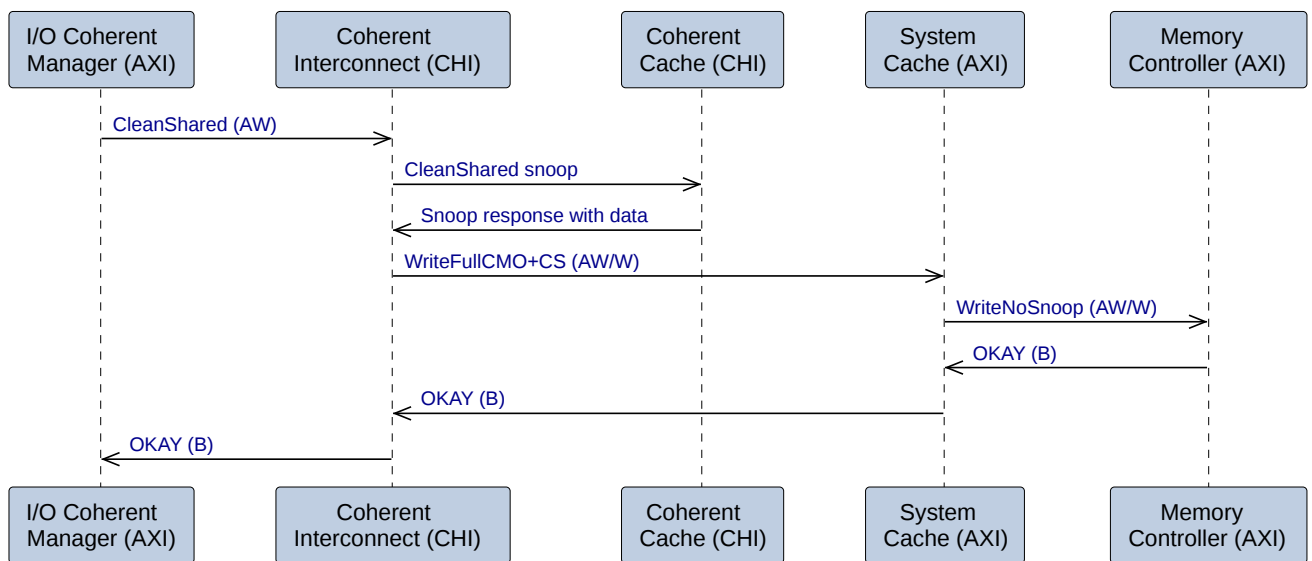 I/O Coherent
Manager (AXI)
Coherent
Interconnect (CHI)
Coherent
Cache (CHI)
System
Cache (AXI)
Memory
Controller (AXI)
CleanShared (AW)
CleanShared snoop
Snoop response with data
WriteFullCMO+CS (AW/W)
WriteNoSnoop (AW/W)
OKAY (B)
OKAY (B)
OKAY (B)
I/O Coherent
Manager (AXI)
Coherent
Interconnect (CHI)
Coherent
Cache (CHI)
System
Cache (AXI)
Memory
Controller (AXI)